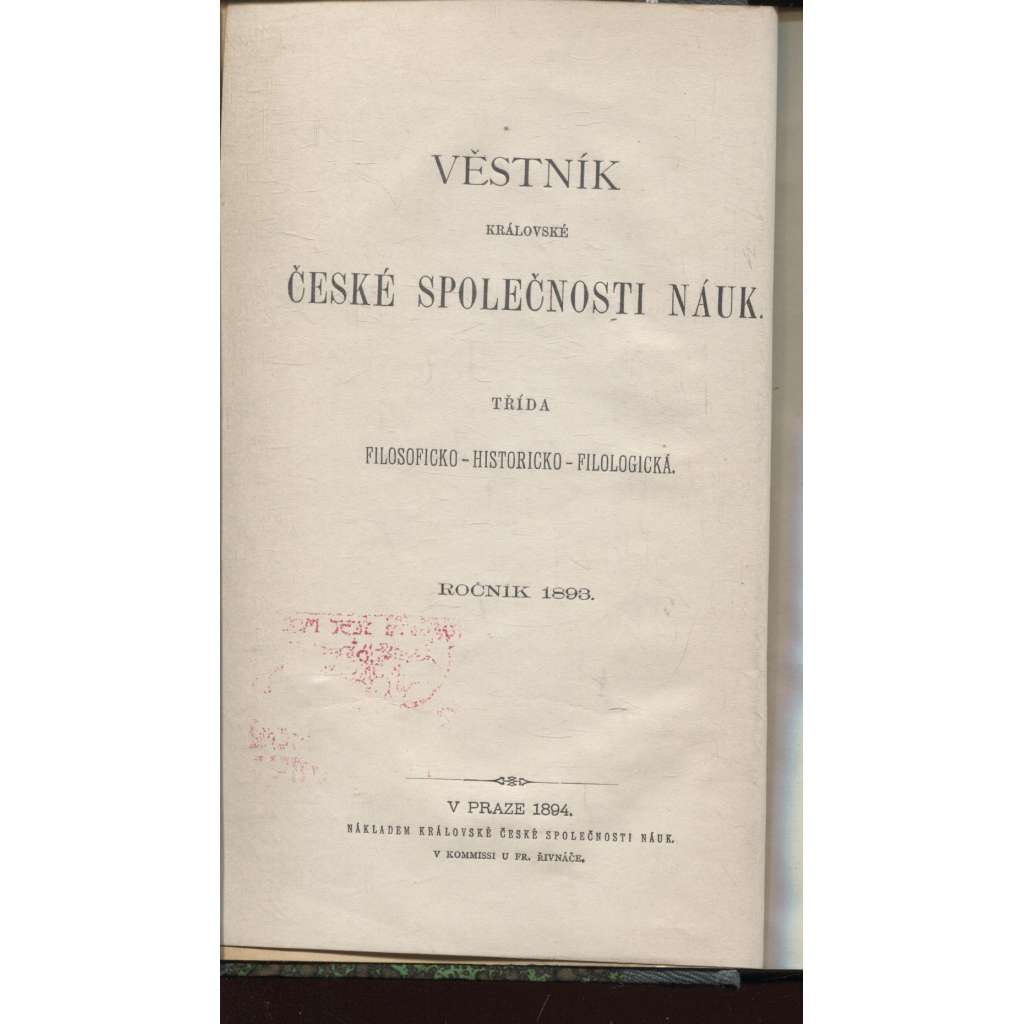 VĚSTNÍK
KRÁLOVSKÉ
ČESKÉ SPOLEČNOSTI NÁUK.
TŘÍDA
FILOSOFICKO-HISTORICKO-FILOLOGICKÁ.
ROČNÍK 1893.
V PRAZE 1894.
NÁKLADEM KRÁLOVSKÉ ČESKÉ SPOLEČNOSTI NÁUK.
V KOMMISSI U FR. ŘIVNÁČE.